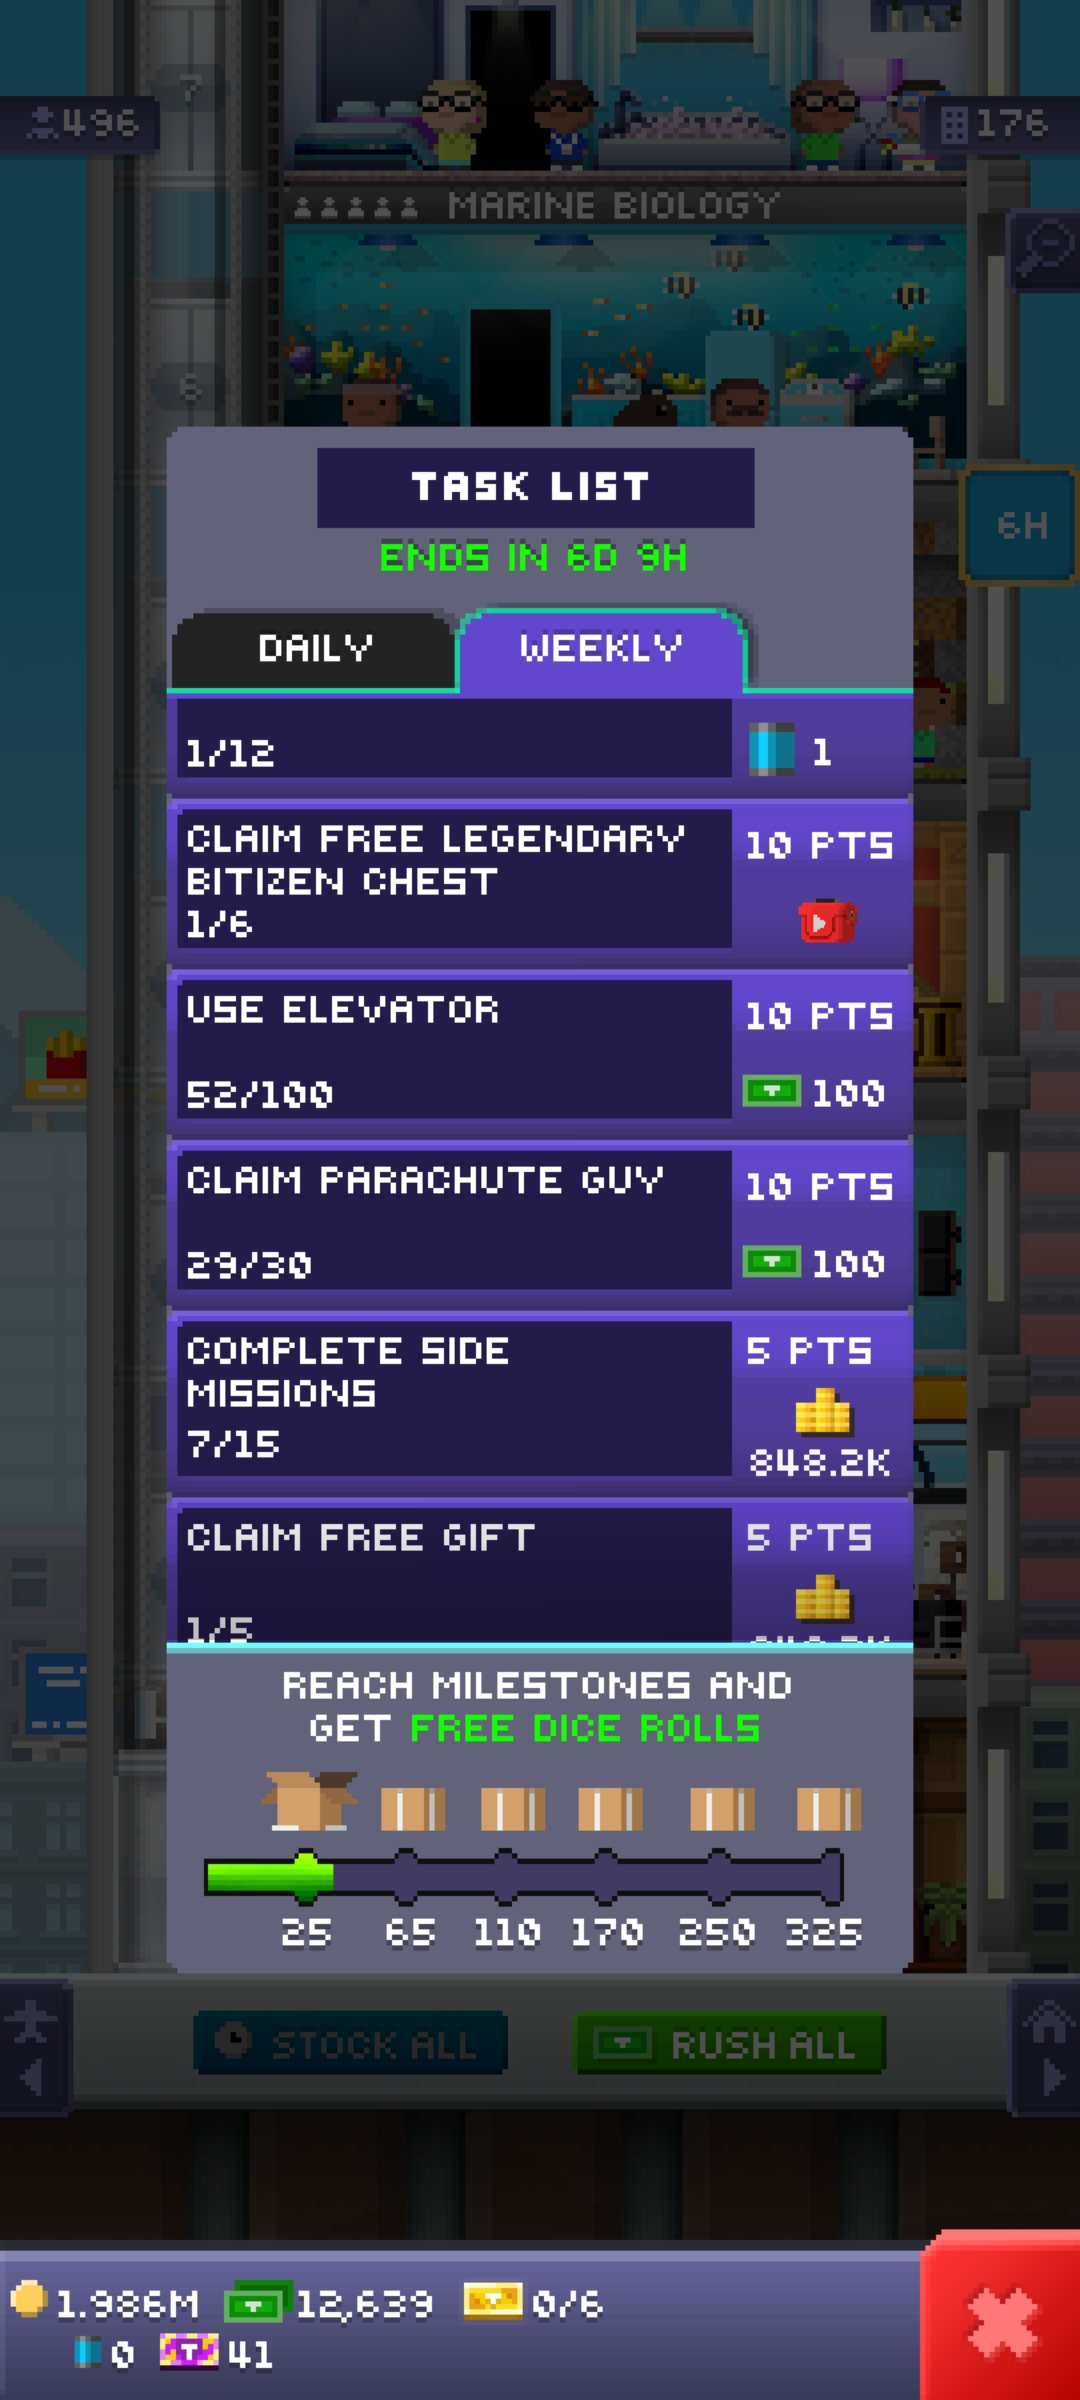 7
496
176
MARINE BIOLOGY
6
TASK LIST
ENDS IN 6D 9H
6H
DAILY
WEEKLY
1/12
1
CLAIM FREE LEGENDARY
BITIZEN CHEST
1/6
10 PTS
USE ELEVATOR
52/100
10 PTS
100
CLAIM PARACHUTE GUY
29/30
10 PTS
100
COMPLETE SIDE
MISSIONS
7/15
5 PTS
848.2K
CLAIM FREE GIFT
1/5
5 PTS
REACH MILESTONES AND
GET FREE DICE ROLLS
25 65 110 170 250 325
STOCK ALL
RUSH ALL
1.986M 12,639 0/6
0 41